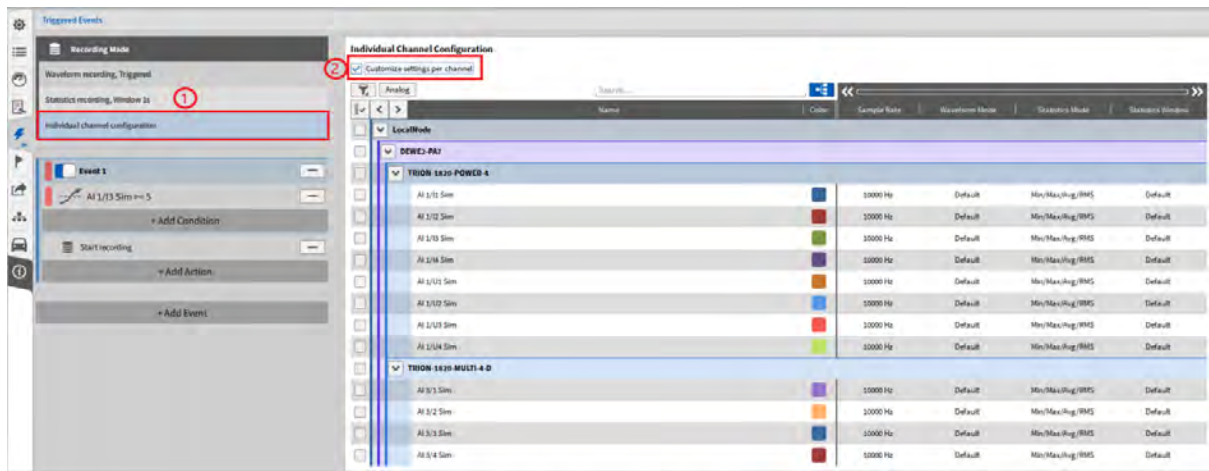 Triggered Events
Recording Mode
Waveform recording, Triggered
Statistics recording, Window 1s
1
Individual channel configuration
Event 1
AI 1/I3 Sim >= 5
+ Add Condition
Start recording
+ Add Action
+ Add Event
Individual Channel Configuration
2
Customize settings per channel
Analog
Search...
Name Color Sample Rate Waveform Mode Statistics Mode Statistics Window
LocalNode
DEWE3-PA7
TRION-1820-POWER-4
AI 1/I1 Sim 10000 Hz Default Min/Max/Avg/RMS Default
AI 1/I2 Sim 10000 Hz Default Min/Max/Avg/RMS Default
AI 1/I3 Sim 10000 Hz Default Min/Max/Avg/RMS Default
AI 1/I4 Sim 10000 Hz Default Min/Max/Avg/RMS Default
AI 1/U1 Sim 10000 Hz Default Min/Max/Avg/RMS Default
AI 1/U2 Sim 10000 Hz Default Min/Max/Avg/RMS Default
AI 1/U3 Sim 10000 Hz Default Min/Max/Avg/RMS Default
AI 1/U4 Sim 10000 Hz Default Min/Max/Avg/RMS Default
TRION-1820-MULTI-4-D
AI 3/1 Sim 10000 Hz Default Min/Max/Avg/RMS Default
AI 3/2 Sim 10000 Hz Default Min/Max/Avg/RMS Default
AI 3/3 Sim 10000 Hz Default Min/Max/Avg/RMS Default
AI 3/4 Sim 10000 Hz Default Min/Max/Avg/RMS Default